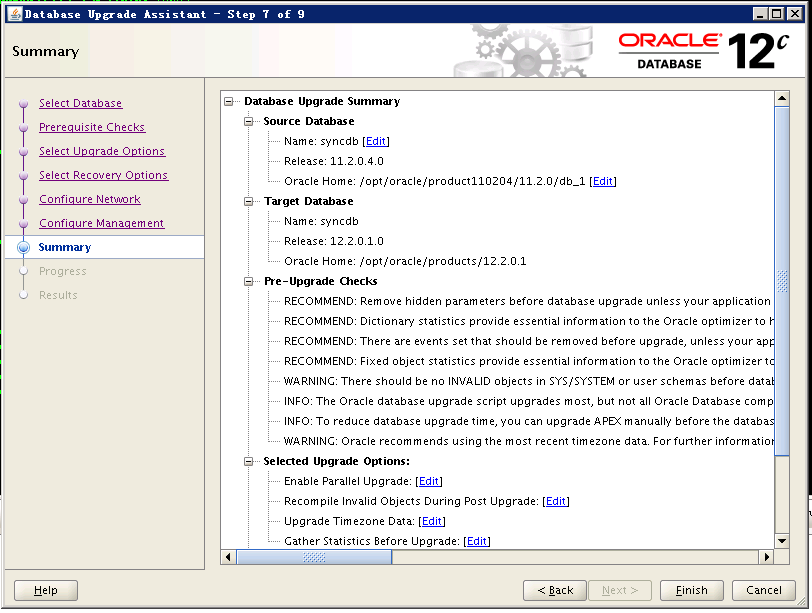 Database Upgrade Assistant - Step 7 of 9
Summary
ORACLE®
DATABASE
12c
Select Database
Prerequisite Checks
Select Upgrade Options
Select Recovery Options
Configure Network
Configure Management
Summary
Progress
Results
Database Upgrade Summary
Source Database
Name: syncdb [Edit]
Release: 11.2.0.4.0
Oracle Home: /opt/oracle/product110204/11.2.0/db_1 [Edit]
Target Database
Name: syncdb
Release: 12.2.0.1.0
Oracle Home: /opt/oracle/products/12.2.0.1
Pre-Upgrade Checks
RECOMMEND: Remove hidden parameters before database upgrade unless your application
RECOMMEND: Dictionary statistics provide essential information to the Oracle optimizer to h
RECOMMEND: There are events set that should be removed before upgrade, unless your app
RECOMMEND: Fixed object statistics provide essential information to the Oracle optimizer to
WARNING: There should be no INVALID objects in SYS/SYSTEM or user schemas before datab
INFO: The Oracle database upgrade script upgrades most, but not all Oracle Database comp
INFO: To reduce database upgrade time, you can upgrade APEX manually before the databas
WARNING: Oracle recommends using the most recent timezone data. For further information
Selected Upgrade Options:
Enable Parallel Upgrade: [Edit]
Recompile Invalid Objects During Post Upgrade: [Edit]
Upgrade Timezone Data: [Edit]
Gather Statistics Before Upgrade: [Edit]
Help
< Back
Next >
Finish
Cancel